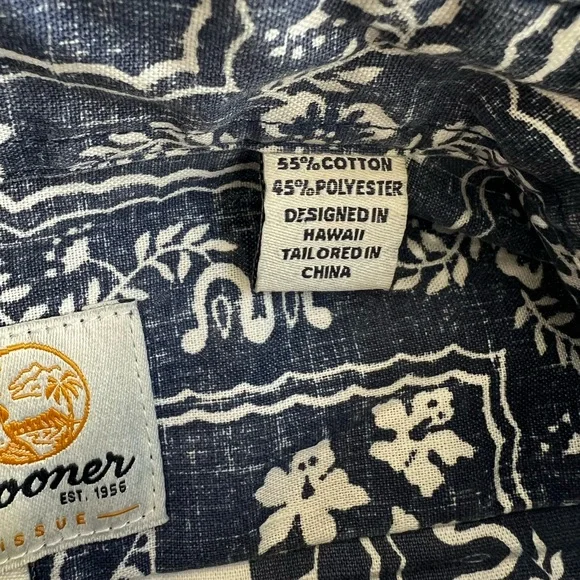 55% COTTON
45% POLYESTER
DESIGNED IN
HAWAII
TAILORED IN
CHINA
ooner
EST. 1956
ISSUE